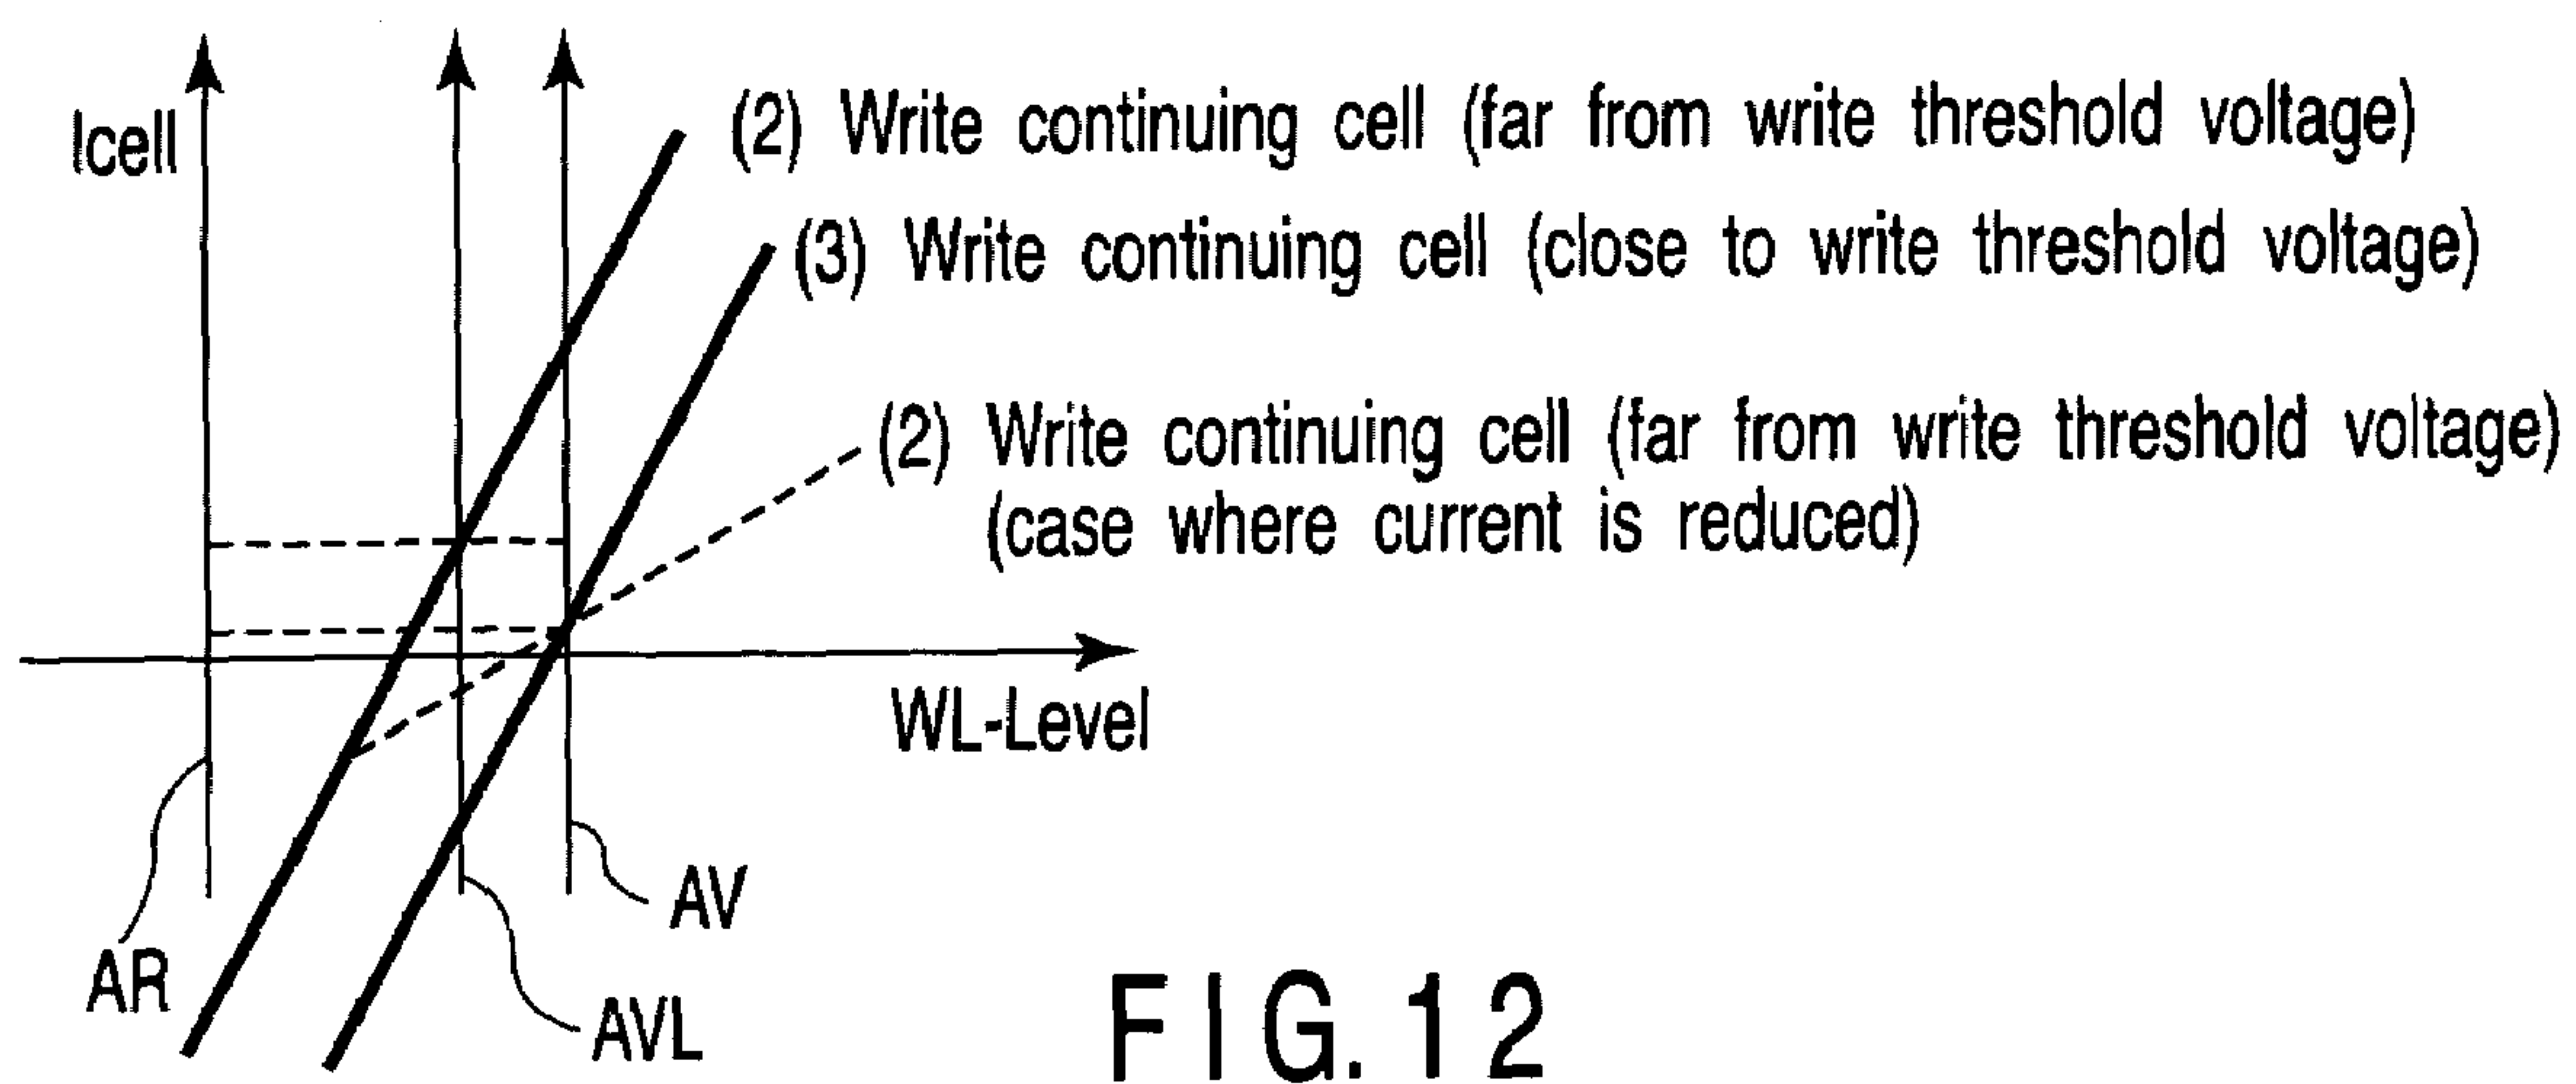 Icell
(2) Write continuing cell (far from write threshold voltage)
(3) Write continuing cell (close to write threshold voltage)
(2) Write continuing cell (far from write threshold voltage)
(case where current is reduced)
WL-Level
AV
AR
AVL
FIG.12